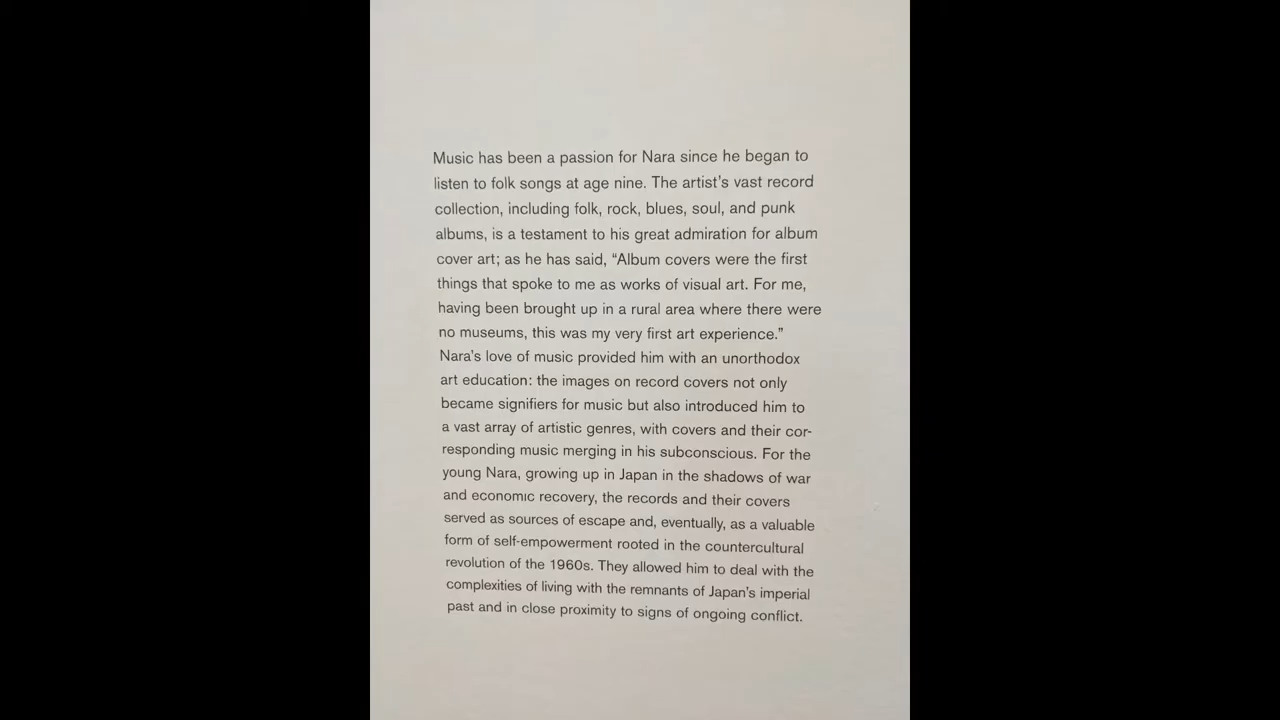 Music has been a passion for Nara since he began to
listen to folk songs at age nine. The artist’s vast record
collection, including folk, rock, blues, soul, and punk
albums, is a testament to his great admiration for album
cover art; as he has said, “Album covers were the first
things that spoke to me as works of visual art. For me,
having been brought up in a rural area where there were
no museums, this was my very first art experience.”
Nara’s love of music provided him with an unorthodox
art education: the images on record covers not only
became signifiers for music but also introduced him to
a vast array of artistic genres, with covers and their cor-
responding music merging in his subconscious. For the
young Nara, growing up in Japan in the shadows of war
and economic recovery, the records and their covers
served as sources of escape and, eventually, as a valuable
form of self-empowerment rooted in the countercultural
revolution of the 1960s. They allowed him to deal with the
complexities of living with the remnants of Japan’s imperial
past and in close proximity to signs of ongoing conflict.